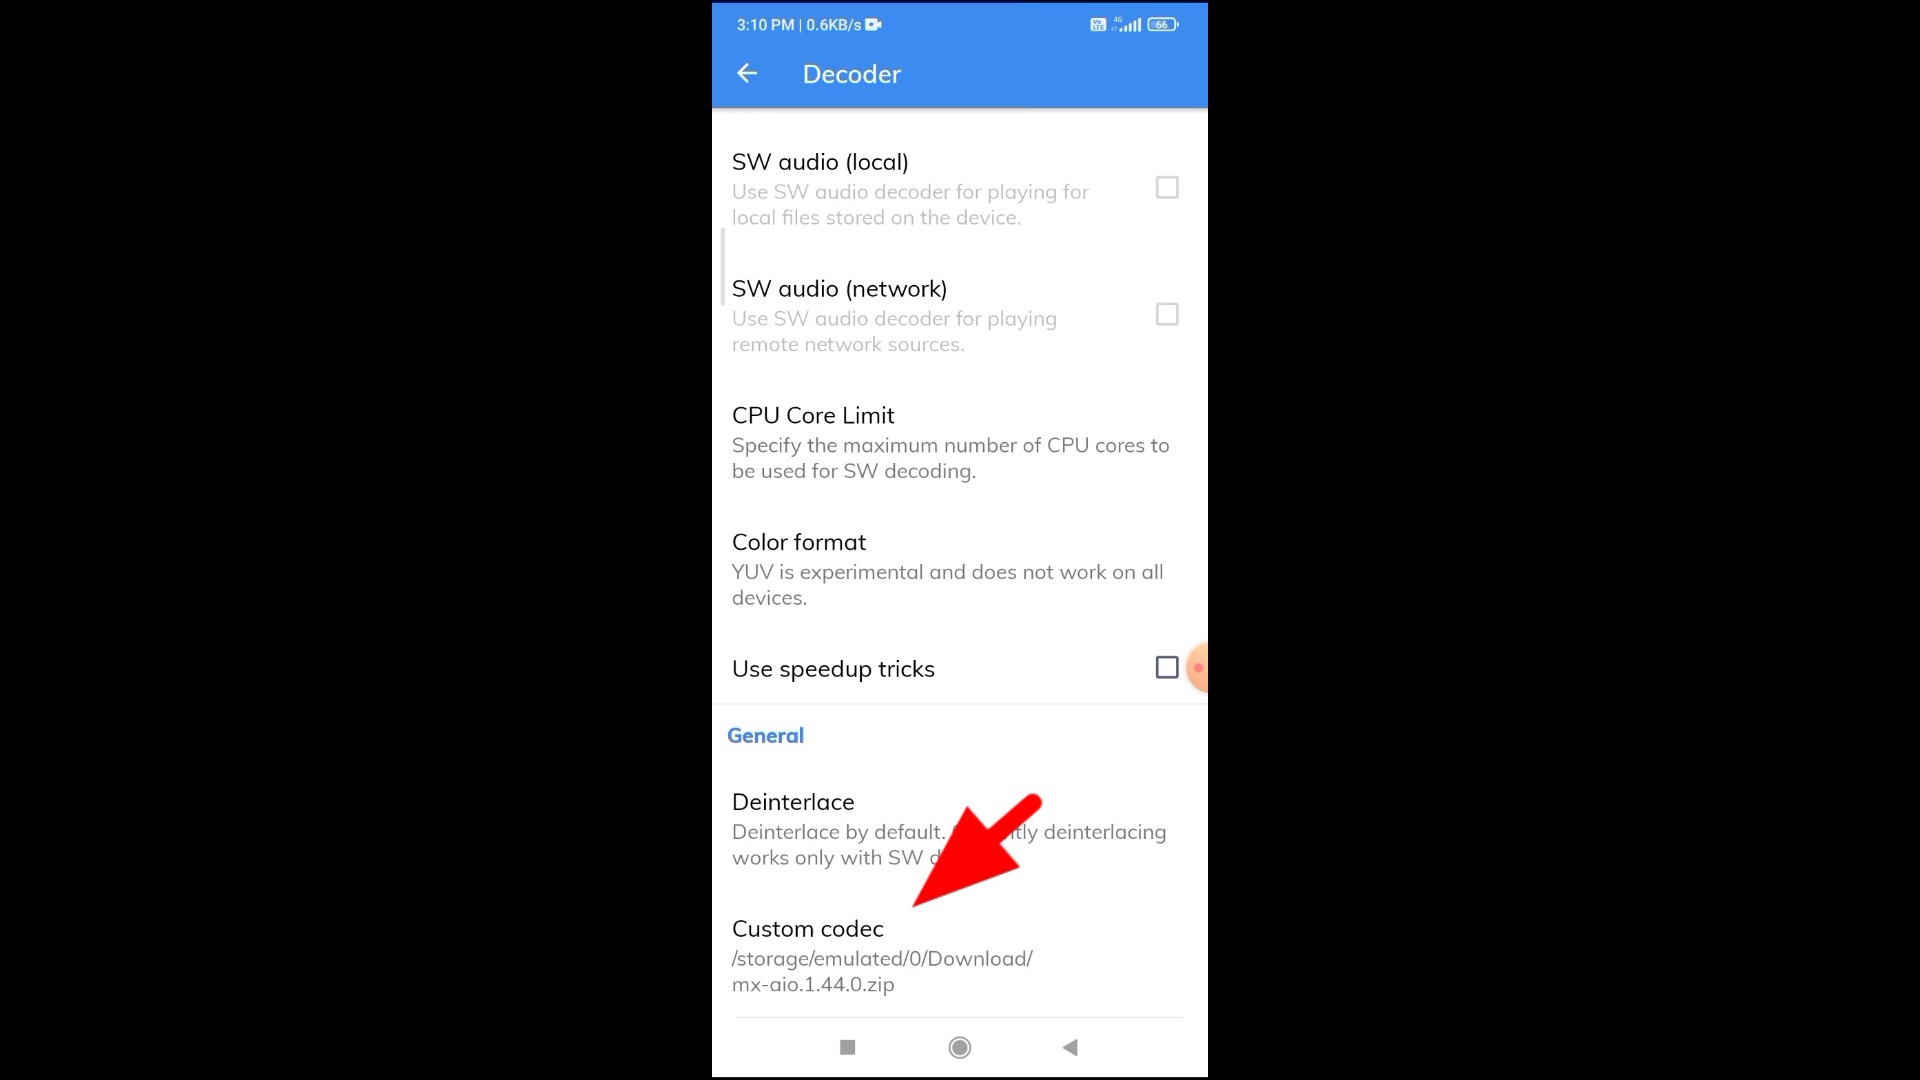 3:10 PM | 0.6KB/s
Vo LTE 4G 66
Decoder
SW audio (local)
Use SW audio decoder for playing for
local files stored on the device.
SW audio (network)
Use SW audio decoder for playing
remote network sources.
CPU Core Limit
Specify the maximum number of CPU cores to
be used for SW decoding.
Color format
YUV is experimental and does not work on all
devices.
Use speedup tricks
General
Deinterlace
Deinterlace by default. deinterlacing
works only with SW
Custom codec
/storage/emulated/0/Download/
mx-aio.1.44.0.zip